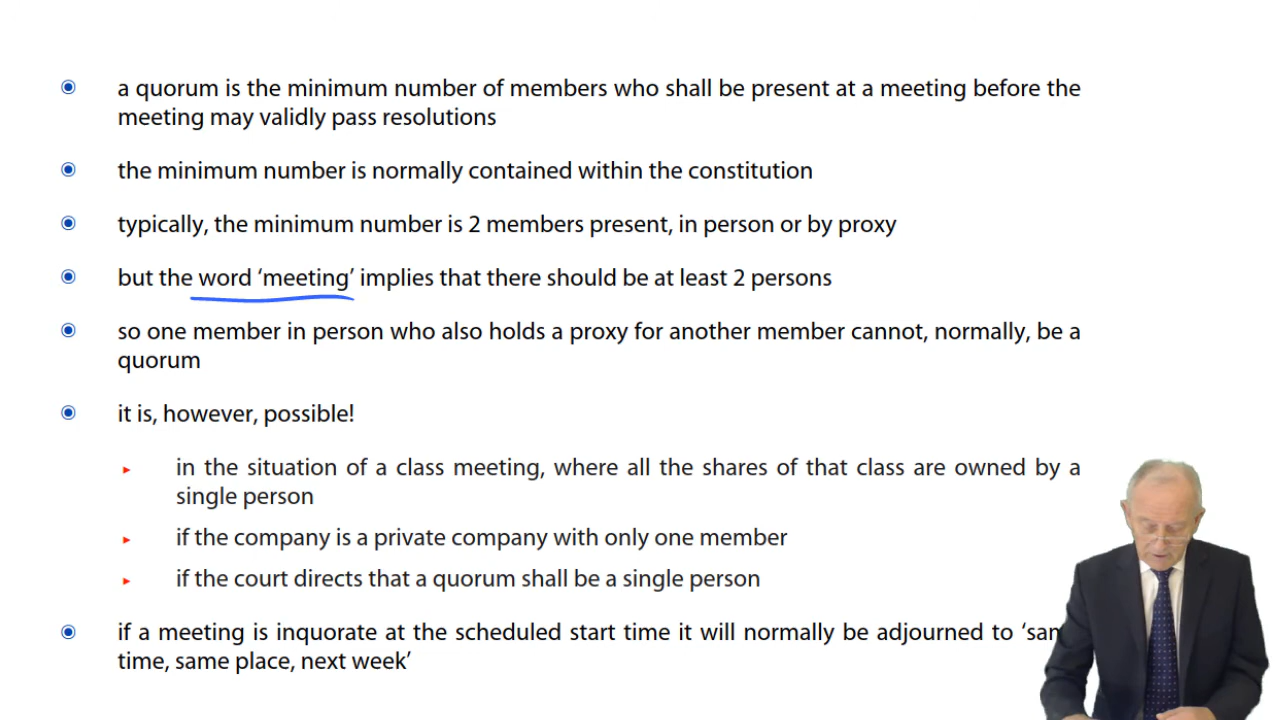 a quorum is the minimum number of members who shall be present at a meeting before the
meeting may validly pass resolutions
the minimum number is normally contained within the constitution
typically, the minimum number is 2 members present, in person or by proxy
but the word ‘meeting’ implies that there should be at least 2 persons
so one member in person who also holds a proxy for another member cannot, normally, be a
quorum
it is, however, possible!
in the situation of a class meeting, where all the shares of that class are owned by a
single person
if the company is a private company with only one member
if the court directs that a quorum shall be a single person
if a meeting is inquorate at the scheduled start time it will normally be adjourned to
time, same place, next week’